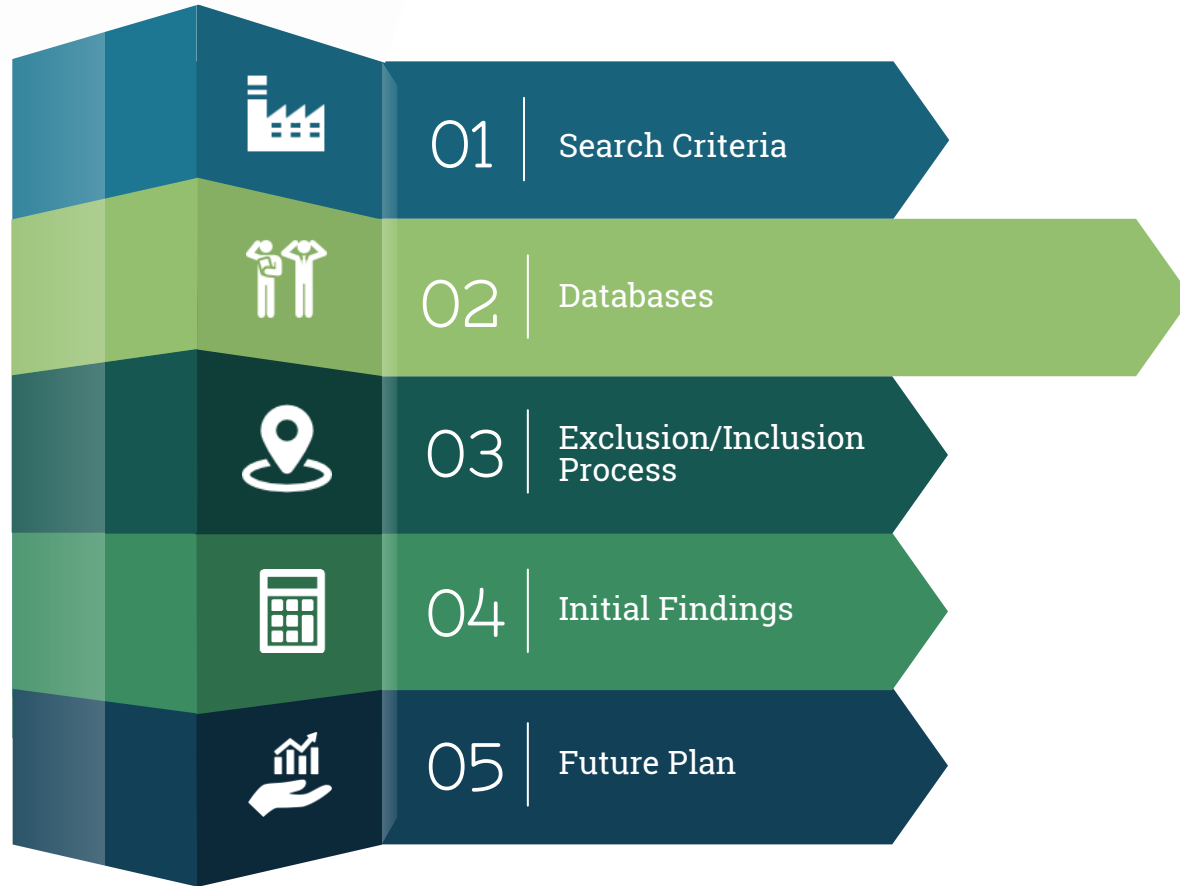 01
Search Criteria
02
Databases
03
Exclusion/Inclusion
Process
04
Initial Findings
05
Future Plan